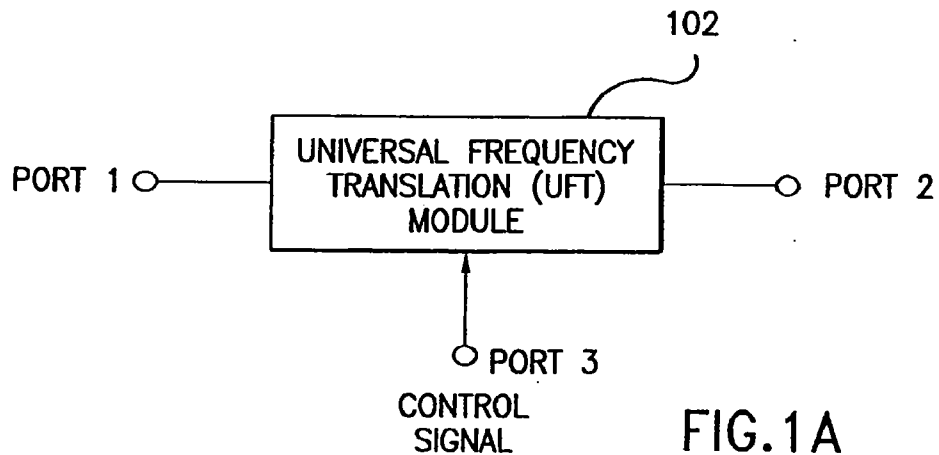 102
UNIVERSAL FREQUENCY
TRANSLATION (UFT)
MODULE
PORT 1
PORT 2
PORT 3
CONTROL
SIGNAL
FIG.1A